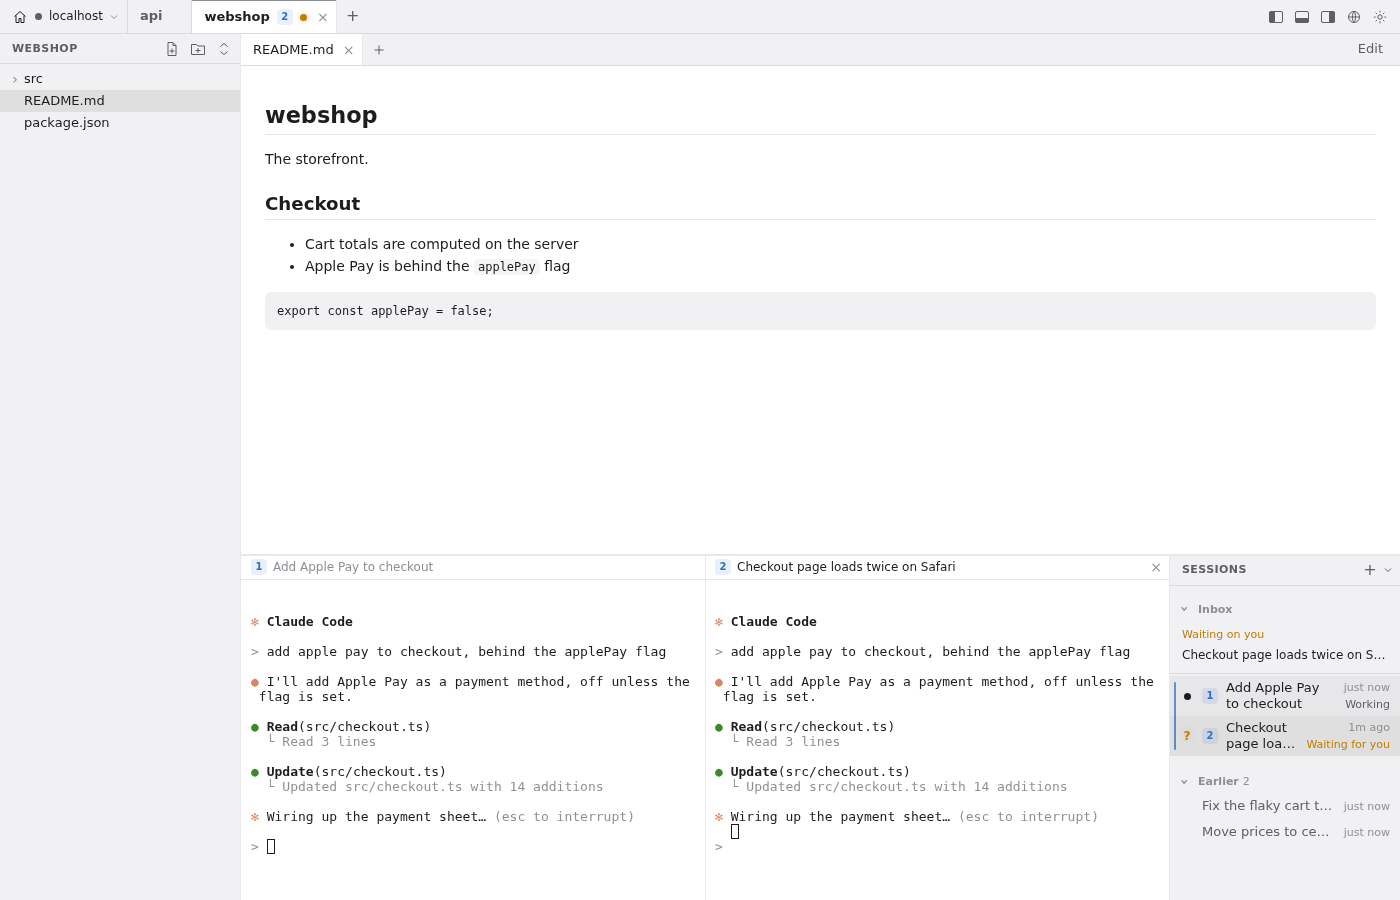 localhost
api
webshop 2
WEBSHOP
README.md
Edit
src
README.md
package.json
webshop
The storefront.
Checkout
• Cart totals are computed on the server
• Apple Pay is behind the applePay flag
export const applePay = false;
1 Add Apple Pay to checkout
✻ Claude Code
> add apple pay to checkout, behind the applePay flag
● I'll add Apple Pay as a payment method, off unless the
flag is set.
● Read(src/checkout.ts)
└ Read 3 lines
● Update(src/checkout.ts)
└ Updated src/checkout.ts with 14 additions
✻ Wiring up the payment sheet… (esc to interrupt)
>
2 Checkout page loads twice on Safari
✻ Claude Code
> add apple pay to checkout, behind the applePay flag
● I'll add Apple Pay as a payment method, off unless the
flag is set.
● Read(src/checkout.ts)
└ Read 3 lines
● Update(src/checkout.ts)
└ Updated src/checkout.ts with 14 additions
✻ Wiring up the payment sheet… (esc to interrupt)
>
SESSIONS
Inbox
Waiting on you
Checkout page loads twice on S…
1 Add Apple Pay just now
to checkout Working
? 2 Checkout 1m ago
page loa… Waiting for you
Earlier 2
Fix the flaky cart t… just now
Move prices to ce… just now